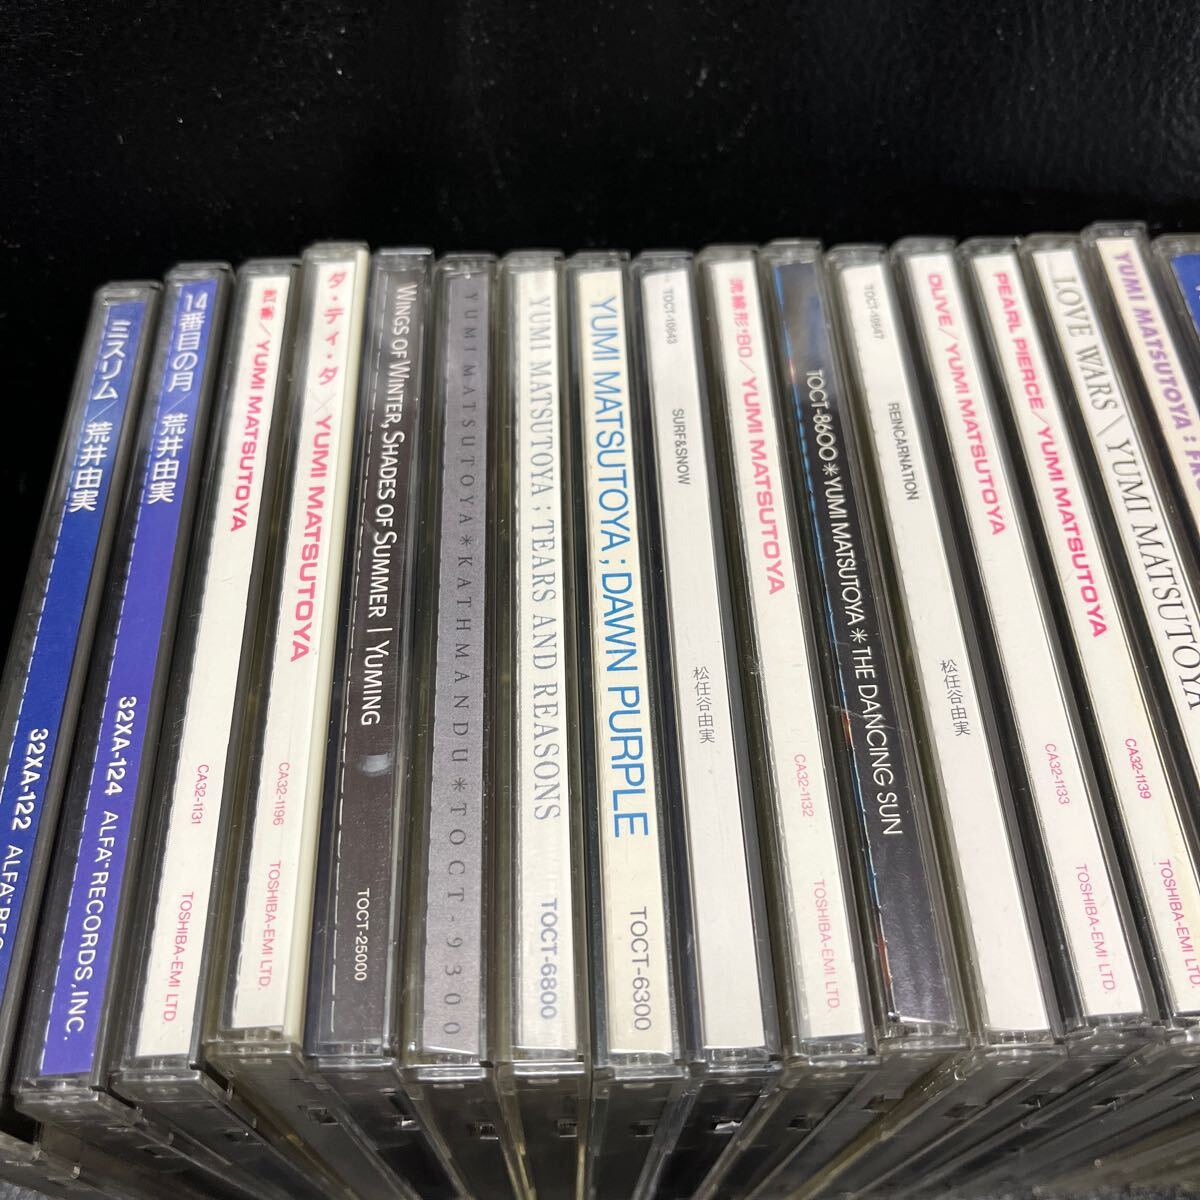 ミスリム/荒井由実 32XA-122 ALFA-REC
14番目の月/荒井由実 32XA-124 ALFA-RECORDS, INC.
紅雀/YUMI MATSUTOYA CA32-1131 TOSHIBA-EMI LTD.
ダ・ディ・ダ/YUMI MATSUTOYA CA32-1196 TOSHIBA-EMI LTD.
WINGS OF WINTER, SHADES OF SUMMER | YUMING TOCT-25000
YUMI MATSUTOYA*KATHMANDU*TOCT-9300
YUMI MATSUTOYA; TEARS AND REASONS TOCT-6800
YUMI MATSUTOYA; DAWN PURPLE TOCT-6300
TOCT-10643 SURF&SNOW 松任谷由実
流線形'80/YUMI MATSUTOYA CA32-1132 TOSHIBA-EMI LTD.
TOCT-8600*YUMI MATSUTOYA*THE DANCING SUN
TOCT-10647 REINCARNATION 松任谷由実
OLIVE/YUMI MATSUTOYA CA32-1133 TOSHIBA-EMI LTD.
PEARL PIERCE/YUMI MATSUTOYA CA32-1139 TOSHIBA-EMI LTD.
LOVE WARS\YUMI MATSUTOYA
YUMI MATSUTOYA: FRO